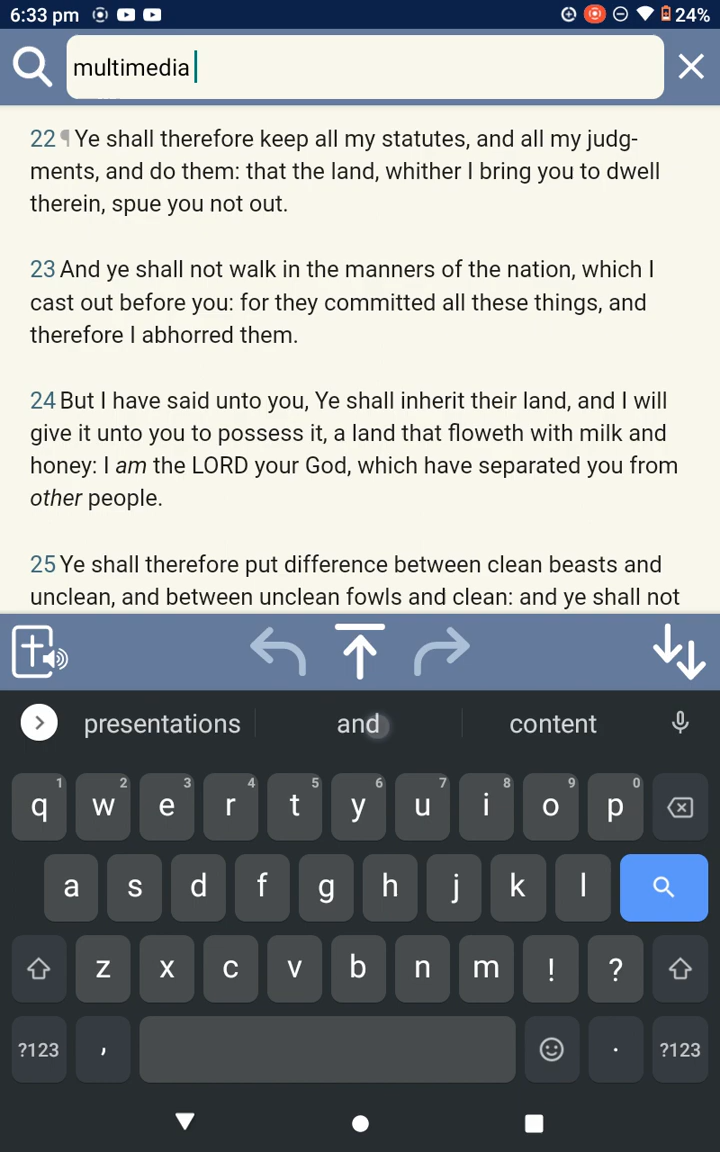 6:33 pm 24%
multimedia
22 ¶ Ye shall therefore keep all my statutes, and all my judg-
ments, and do them: that the land, whither I bring you to dwell
therein, spue you not out.
23 And ye shall not walk in the manners of the nation, which I
cast out before you: for they committed all these things, and
therefore I abhorred them.
24 But I have said unto you, Ye shall inherit their land, and I will
give it unto you to possess it, a land that floweth with milk and
honey: I am the LORD your God, which have separated you from
other people.
25 Ye shall therefore put difference between clean beasts and
unclean, and between unclean fowls and clean: and ye shall not
presentations and content
q 1 w 2 e 3 r 4 t 5 y 6 u 7 i 8 o 9 p 0
a s d f g h j k l
z x c v b n m ! ?
?123 , . ?123